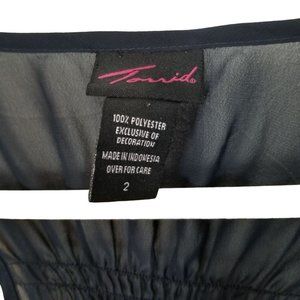 Torrid®
100% POLYESTER
EXCLUSIVE OF
DECORATION
MADE IN INDONESIA
OVER FOR CARE
2